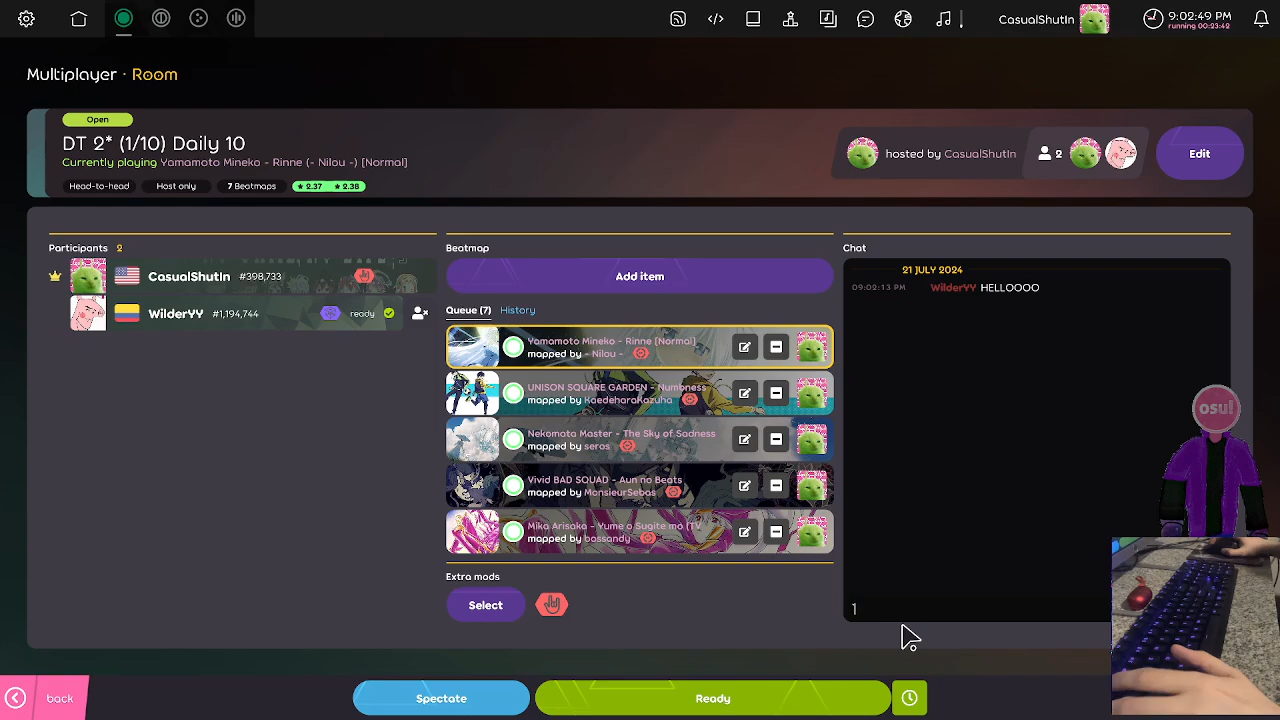 CasualShutIn
9:02:49 PM
running 00:23:42
Multiplayer · Room
Open
DT 2* (1/10) Daily 10
Currently playing Yamamoto Mineko - Rinne (- Nilou -) [Normal]
Head-to-head
Host only
7 Beatmaps
2.37
2.38
hosted by CasualShutIn
2
Edit
Participants 2
CasualShutIn #398,733
WilderYY #1,194,744
ready
Beatmap
Add item
Queue (7)
History
Yamamoto Mineko - Rinne [Normal]
mapped by - Nilou -
UNISON SQUARE GARDEN - Numbness
mapped by KaedeharaKazuha
Nekomata Master - The Sky of Sadness
mapped by seros
Vivid BAD SQUAD - Aun no Beats
mapped by MonsieurSebas
Mika Arisaka - Yume o Sugite mo (TV
mapped by bossandy
Extra mods
Select
Chat
21 JULY 2024
09:02:13 PM WilderYY HELLOOOO
1
osu!
back
Spectate
Ready